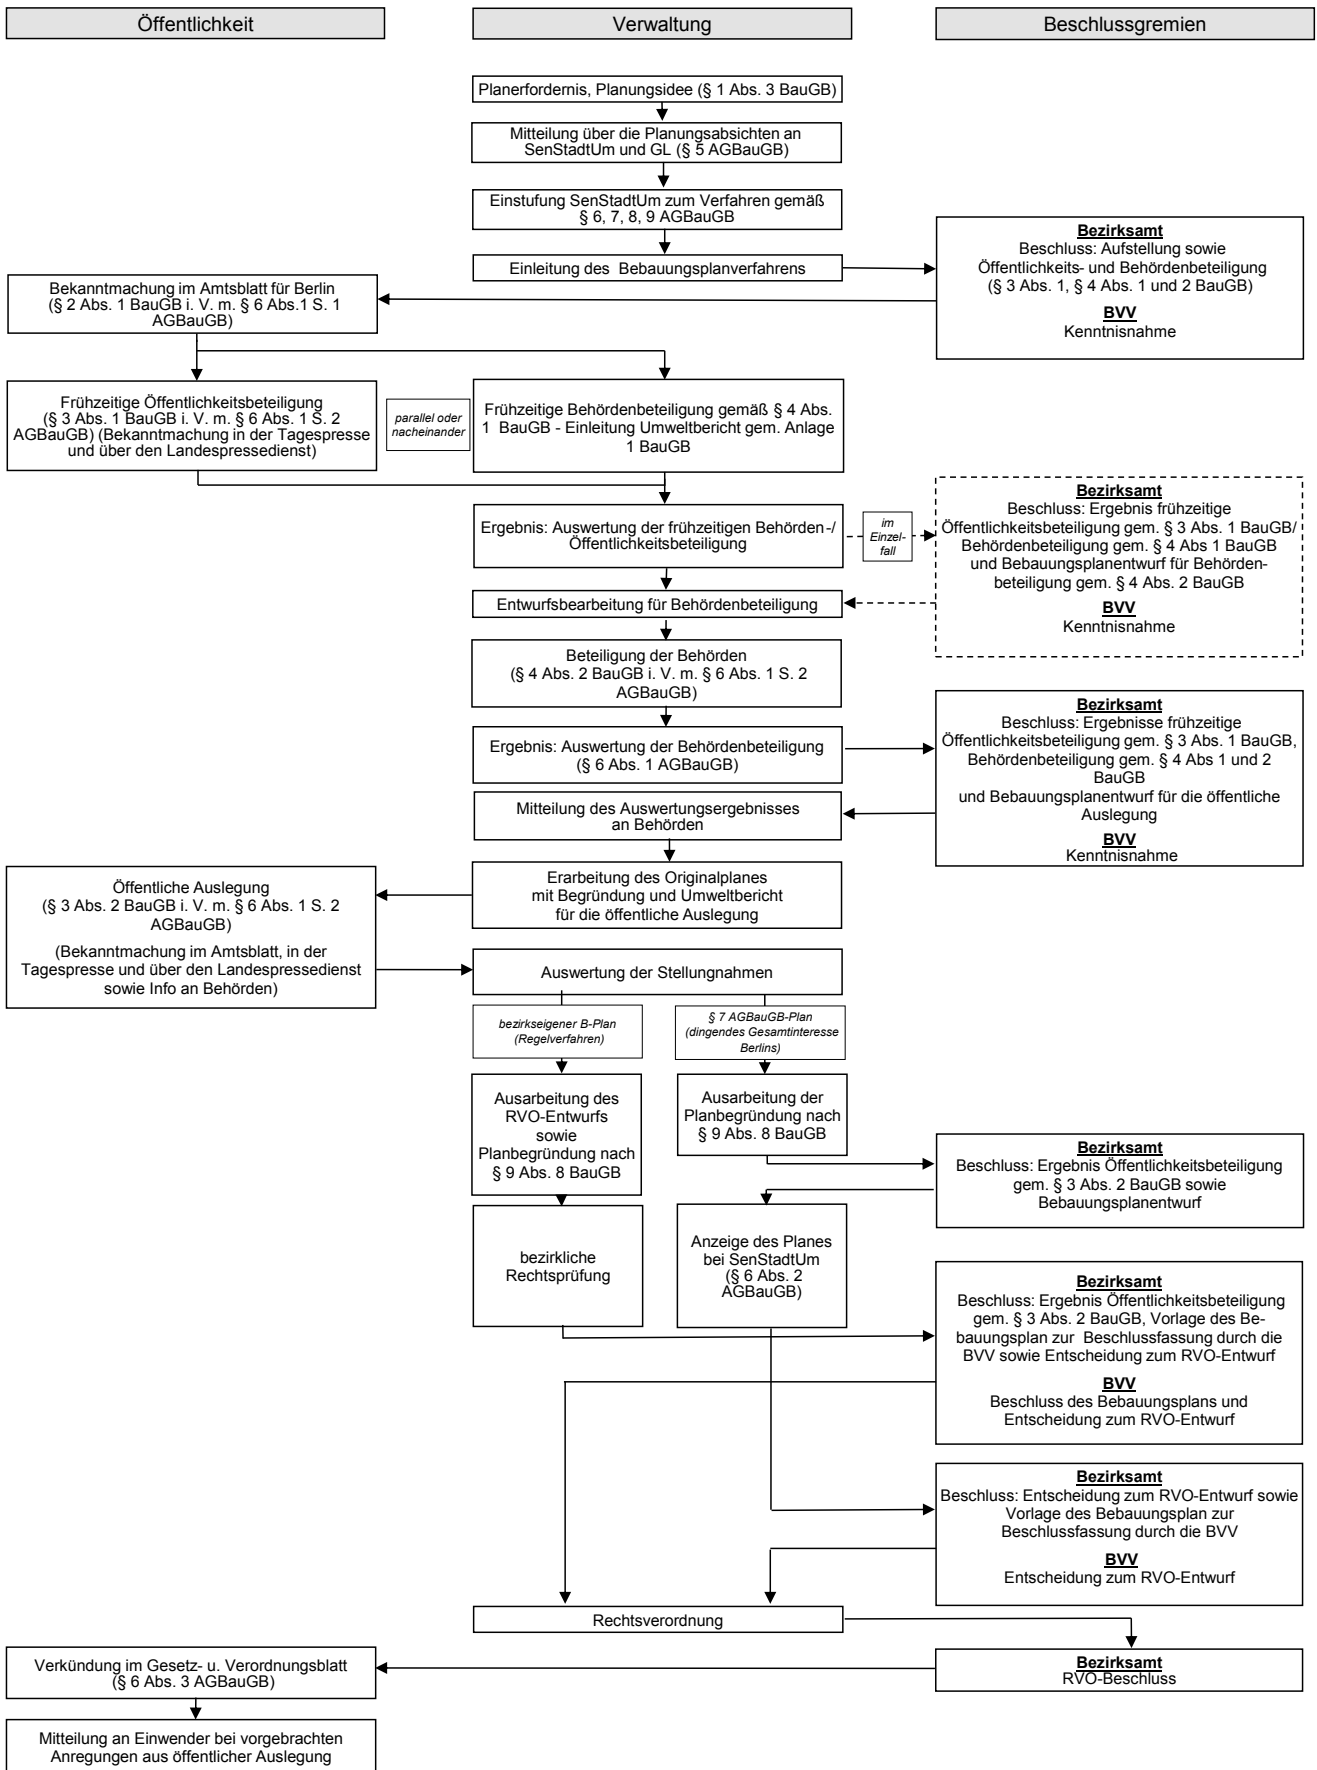 Öffentlichkeit
Verwaltung
Beschlussgremien
Planerfordernis, Planungsidee (§ 1 Abs. 3 BauGB)
Mitteilung über die Planungsabsichten an
SenStadtUm und GL (§ 5 AGBauGB)
Einstufung SenStadtUm zum Verfahren gemäß
§ 6, 7, 8, 9 AGBauGB
Einleitung des Bebauungsplanverfahrens
Bezirksamt
Beschluss: Aufstellung sowie
Öffentlichkeits- und Behördenbeteiligung
(§ 3 Abs. 1, § 4 Abs. 1 und 2 BauGB)
BVV
Kenntnisnahme
Bekanntmachung im Amtsblatt für Berlin
(§ 2 Abs. 1 BauGB i. V. m. § 6 Abs.1 S. 1
AGBauGB)
Frühzeitige Öffentlichkeitsbeteiligung
(§ 3 Abs. 1 BauGB i. V. m. § 6 Abs. 1 S. 2
AGBauGB) (Bekanntmachung in der Tagespresse
und über den Landespressedienst)
parallel oder
nacheinander
Frühzeitige Behördenbeteiligung gemäß § 4 Abs.
1 BauGB - Einleitung Umweltbericht gem. Anlage
1 BauGB
Ergebnis: Auswertung der frühzeitigen Behörden-/
Öffentlichkeitsbeteiligung
im
Einzel-
fall
Bezirksamt
Beschluss: Ergebnis frühzeitige
Öffentlichkeitsbeteiligung gem. § 3 Abs. 1 BauGB/
Behördenbeteiligung gem. § 4 Abs 1 BauGB
und Bebauungsplanentwurf für Behörden-
beteiligung gem. § 4 Abs. 2 BauGB
BVV
Kenntnisnahme
Entwurfsbearbeitung für Behördenbeteiligung
Beteiligung der Behörden
(§ 4 Abs. 2 BauGB i. V. m. § 6 Abs. 1 S. 2
AGBauGB)
Ergebnis: Auswertung der Behördenbeteiligung
(§ 6 Abs. 1 AGBauGB)
Bezirksamt
Beschluss: Ergebnisse frühzeitige
Öffentlichkeitsbeteiligung gem. § 3 Abs. 1 BauGB,
Behördenbeteiligung gem. § 4 Abs 1 und 2
BauGB
und Bebauungsplanentwurf für die öffentliche
Auslegung
BVV
Kenntnisnahme
Mitteilung des Auswertungsergebnisses
an Behörden
Erarbeitung des Originalplanes
mit Begründung und Umweltbericht
für die öffentliche Auslegung
Öffentliche Auslegung
(§ 3 Abs. 2 BauGB i. V. m. § 6 Abs. 1 S. 2
AGBauGB)
(Bekanntmachung im Amtsblatt, in der
Tagespresse und über den Landespressedienst
sowie Info an Behörden)
Auswertung der Stellungnahmen
bezirkseigener B-Plan
(Regelverfahren)
§ 7 AGBauGB-Plan
(dingendes Gesamtinteresse
Berlins)
Ausarbeitung des
RVO-Entwurfs
sowie
Planbegründung nach
§ 9 Abs. 8 BauGB
Ausarbeitung der
Planbegründung nach
§ 9 Abs. 8 BauGB
Bezirksamt
Beschluss: Ergebnis Öffentlichkeitsbeteiligung
gem. § 3 Abs. 2 BauGB sowie
Bebauungsplanentwurf
bezirkliche
Rechtsprüfung
Anzeige des Planes
bei SenStadtUm
(§ 6 Abs. 2
AGBauGB)
Bezirksamt
Beschluss: Ergebnis Öffentlichkeitsbeteiligung
gem. § 3 Abs. 2 BauGB, Vorlage des Be-
bauungsplan zur Beschlussfassung durch die
BVV sowie Entscheidung zum RVO-Entwurf
BVV
Beschluss des Bebauungsplans und
Entscheidung zum RVO-Entwurf
Bezirksamt
Beschluss: Entscheidung zum RVO-Entwurf sowie
Vorlage des Bebauungsplan zur
Beschlussfassung durch die BVV
BVV
Entscheidung zum RVO-Entwurf
Rechtsverordnung
Bezirksamt
RVO-Beschluss
Verkündung im Gesetz- u. Verordnungsblatt
(§ 6 Abs. 3 AGBauGB)
Mitteilung an Einwender bei vorgebrachten
Anregungen aus öffentlicher Auslegung